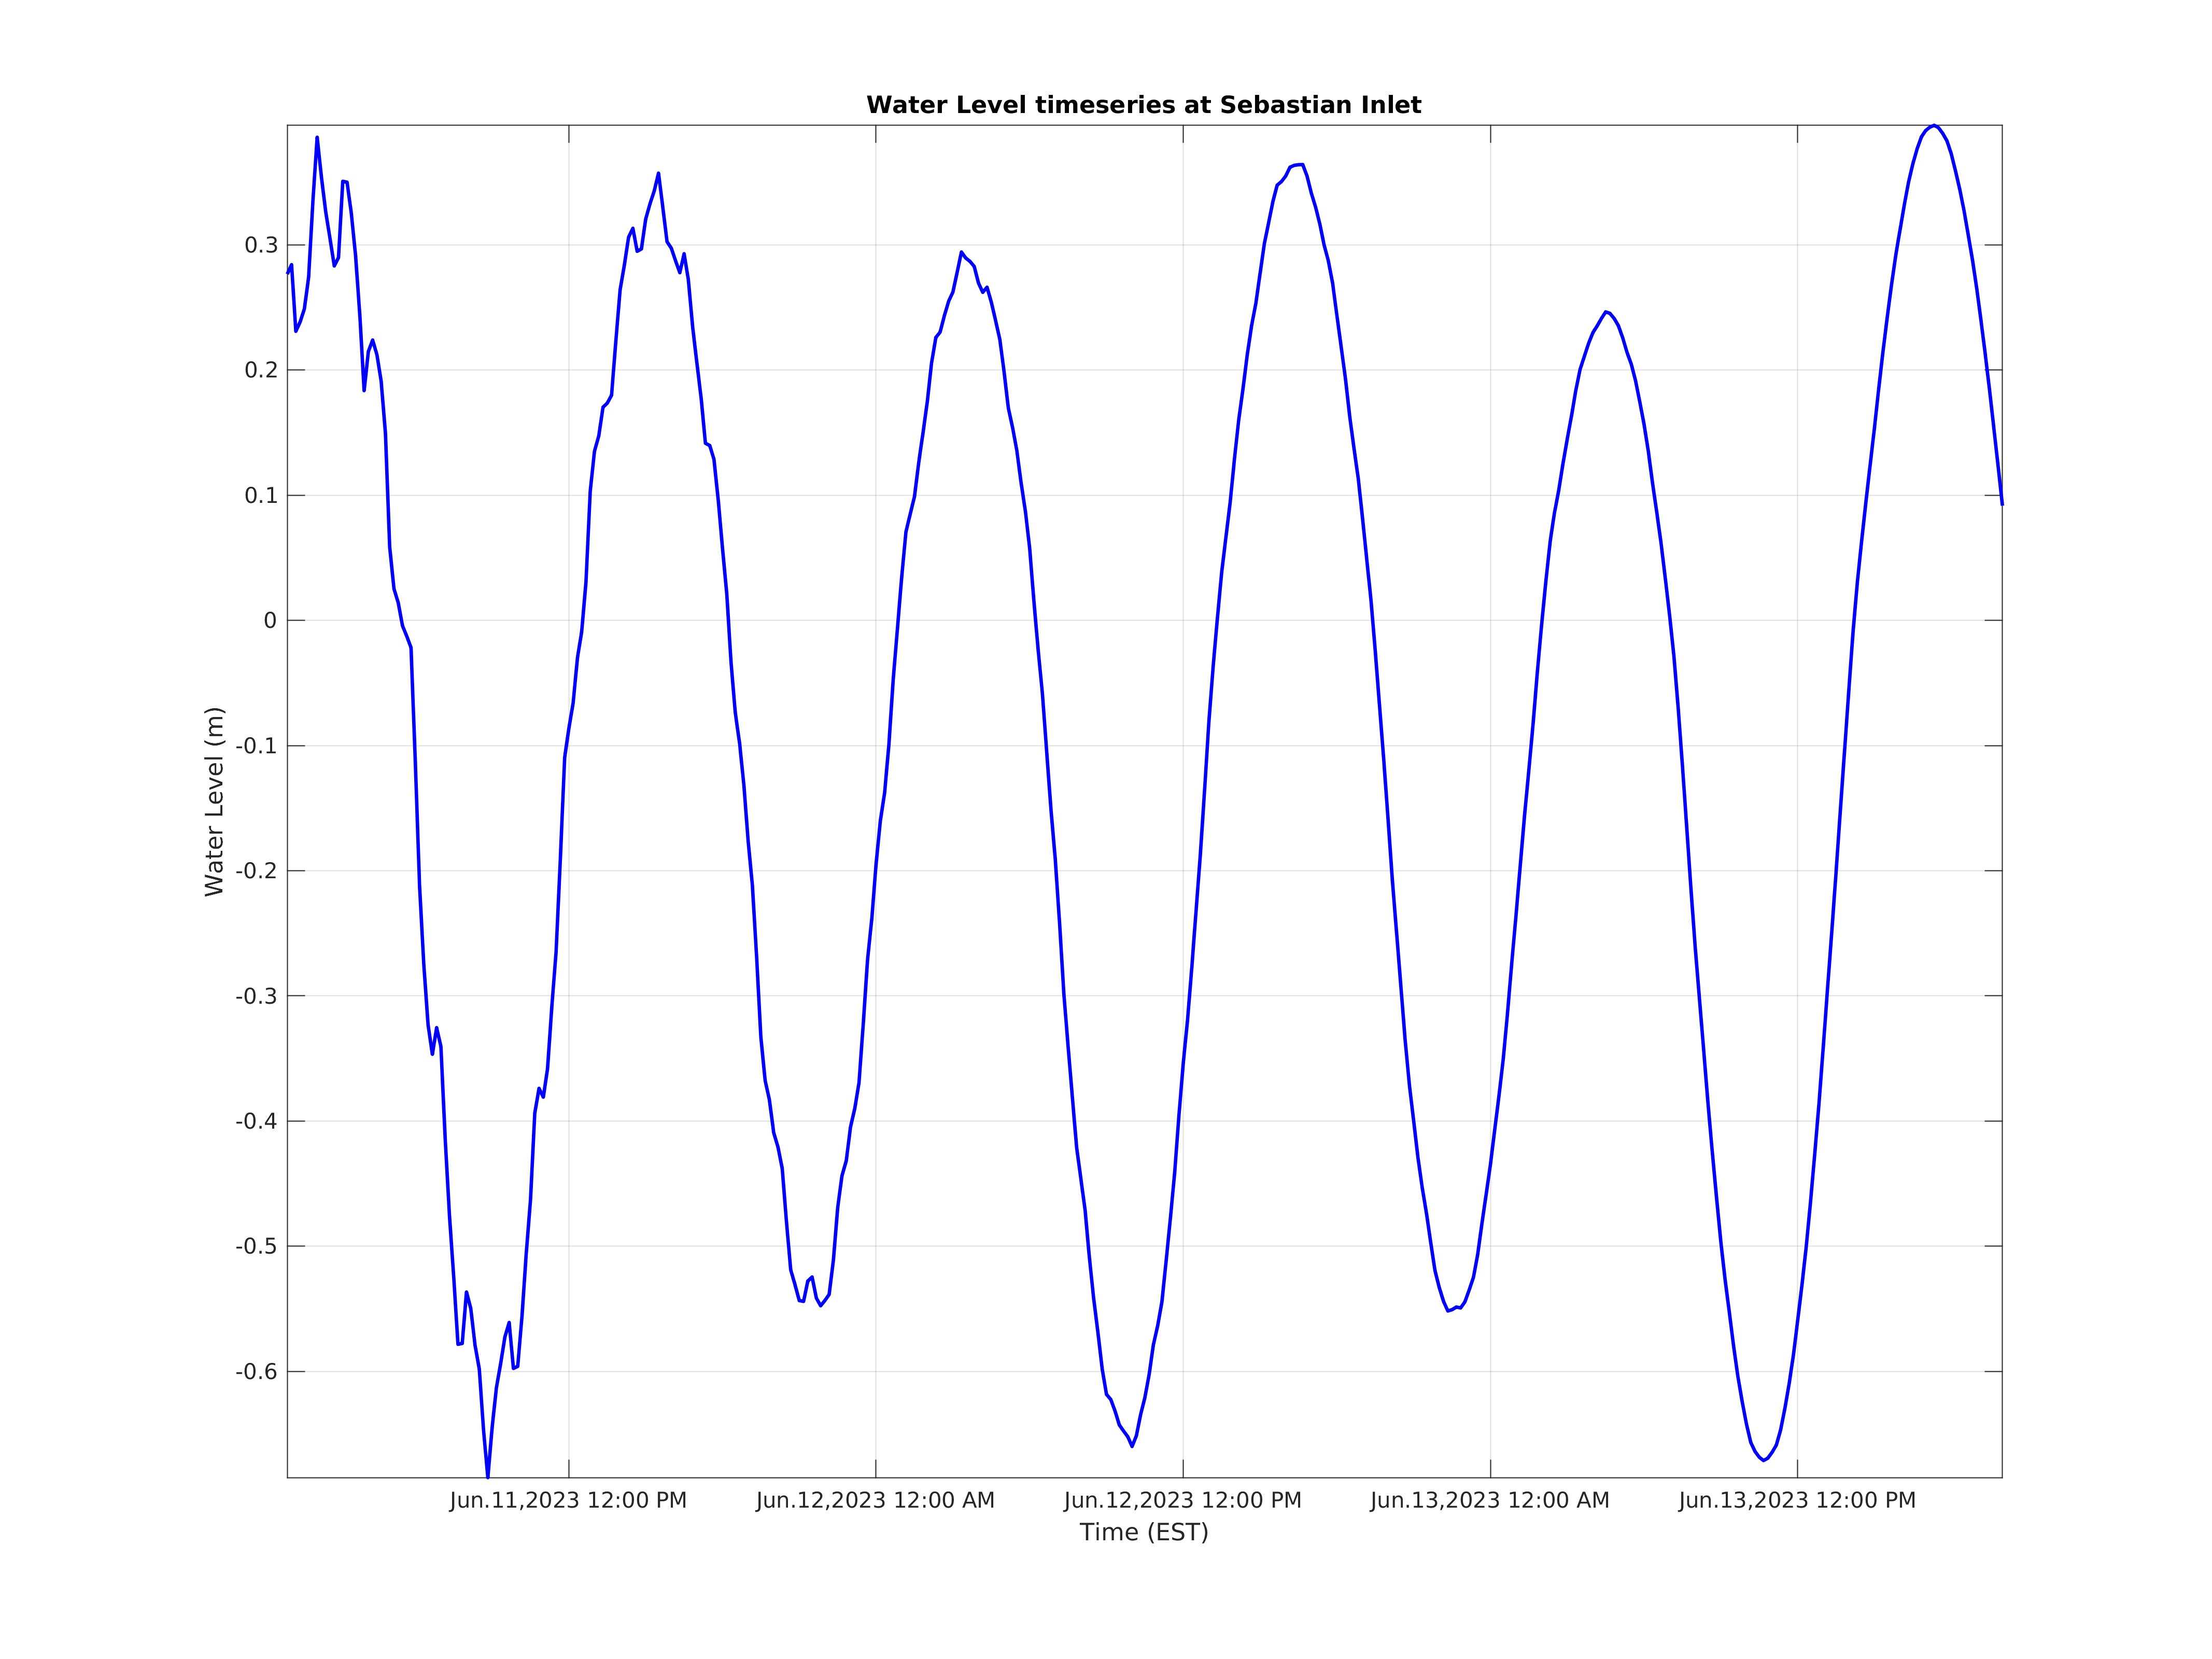 Water Level timeseries at Sebastian Inlet
0.3
0.2
0.1
0
-0.1
-0.2
-0.3
-0.4
-0.5
-0.6
Water Level (m)
Jun.11,2023 12:00 PM
Jun.12,2023 12:00 AM
Jun.12,2023 12:00 PM
Jun.13,2023 12:00 AM
Jun.13,2023 12:00 PM
Time (EST)